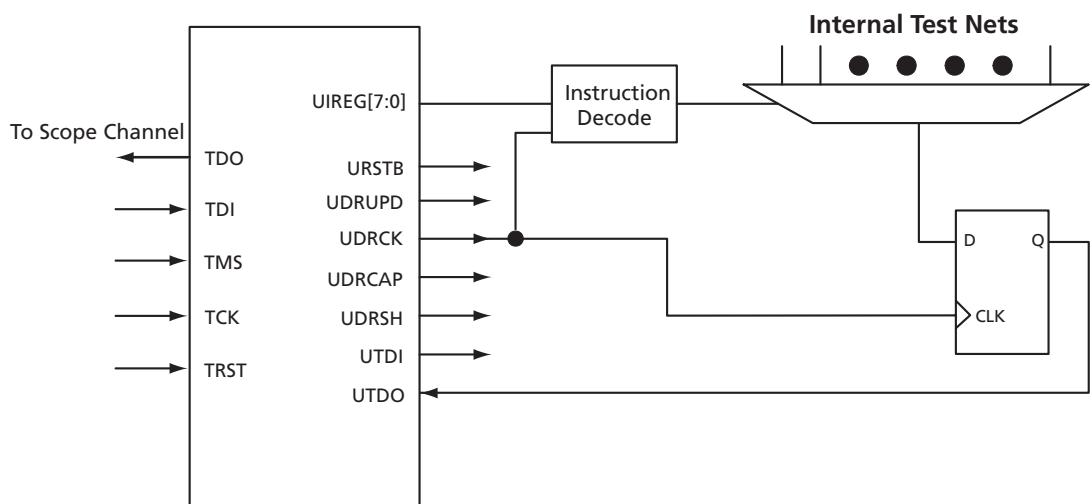 Internal Test Nets
UIREG[7:0]
Instruction
Decode
To Scope Channel
TDO
URSTB
TDI
UDRUPD
UDRCK
D
Q
TMS
UDRCAP
TCK
UDRSH
CLK
UTDI
TRST
UTDO